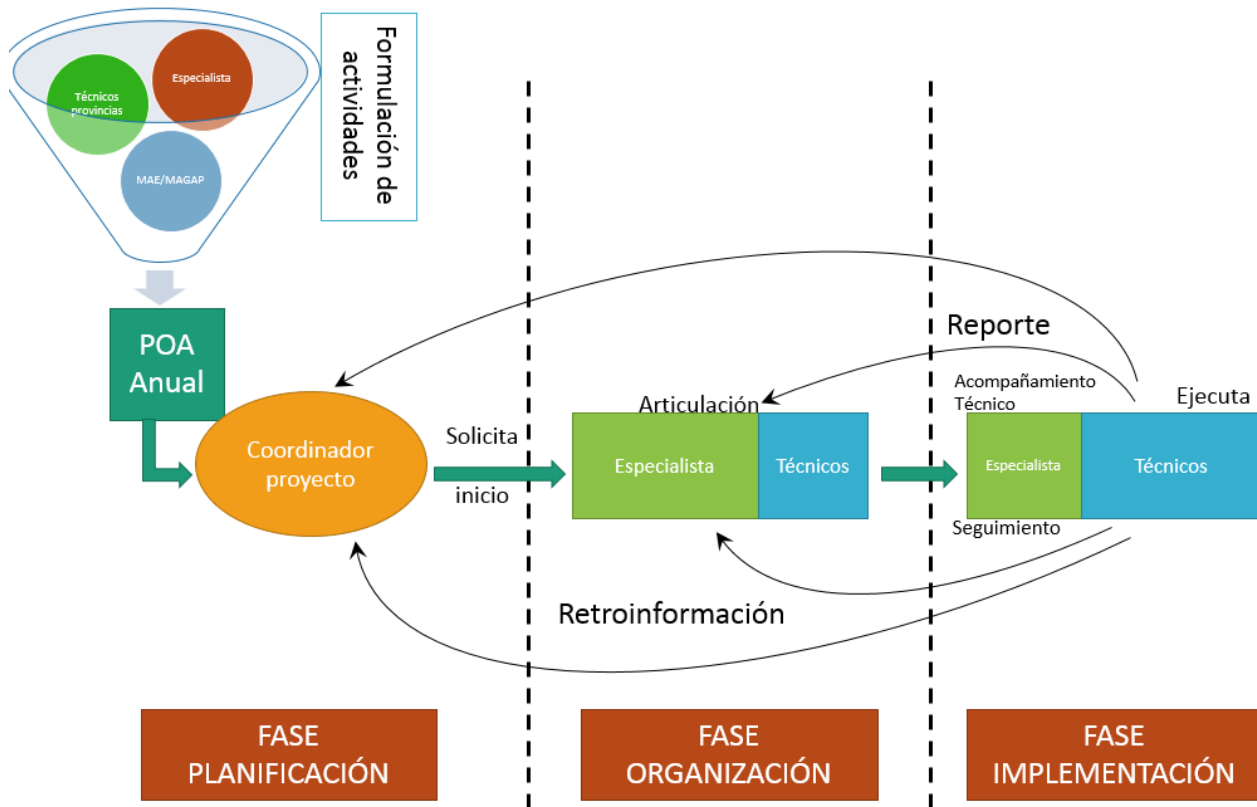 Formulación de
actividades
Especialista
Técnicos
provincias
MAE/MAGAP
POA
Anual
Coordinador
proyecto
Solicita
inicio
Articulación
Especialista
Técnicos
Reporte
Acompañamiento
Técnico
Ejecuta
Especialista
Técnicos
Seguimiento
Retroinformación
FASE
PLANIFICACIÓN
FASE
ORGANIZACIÓN
FASE
IMPLEMENTACIÓN